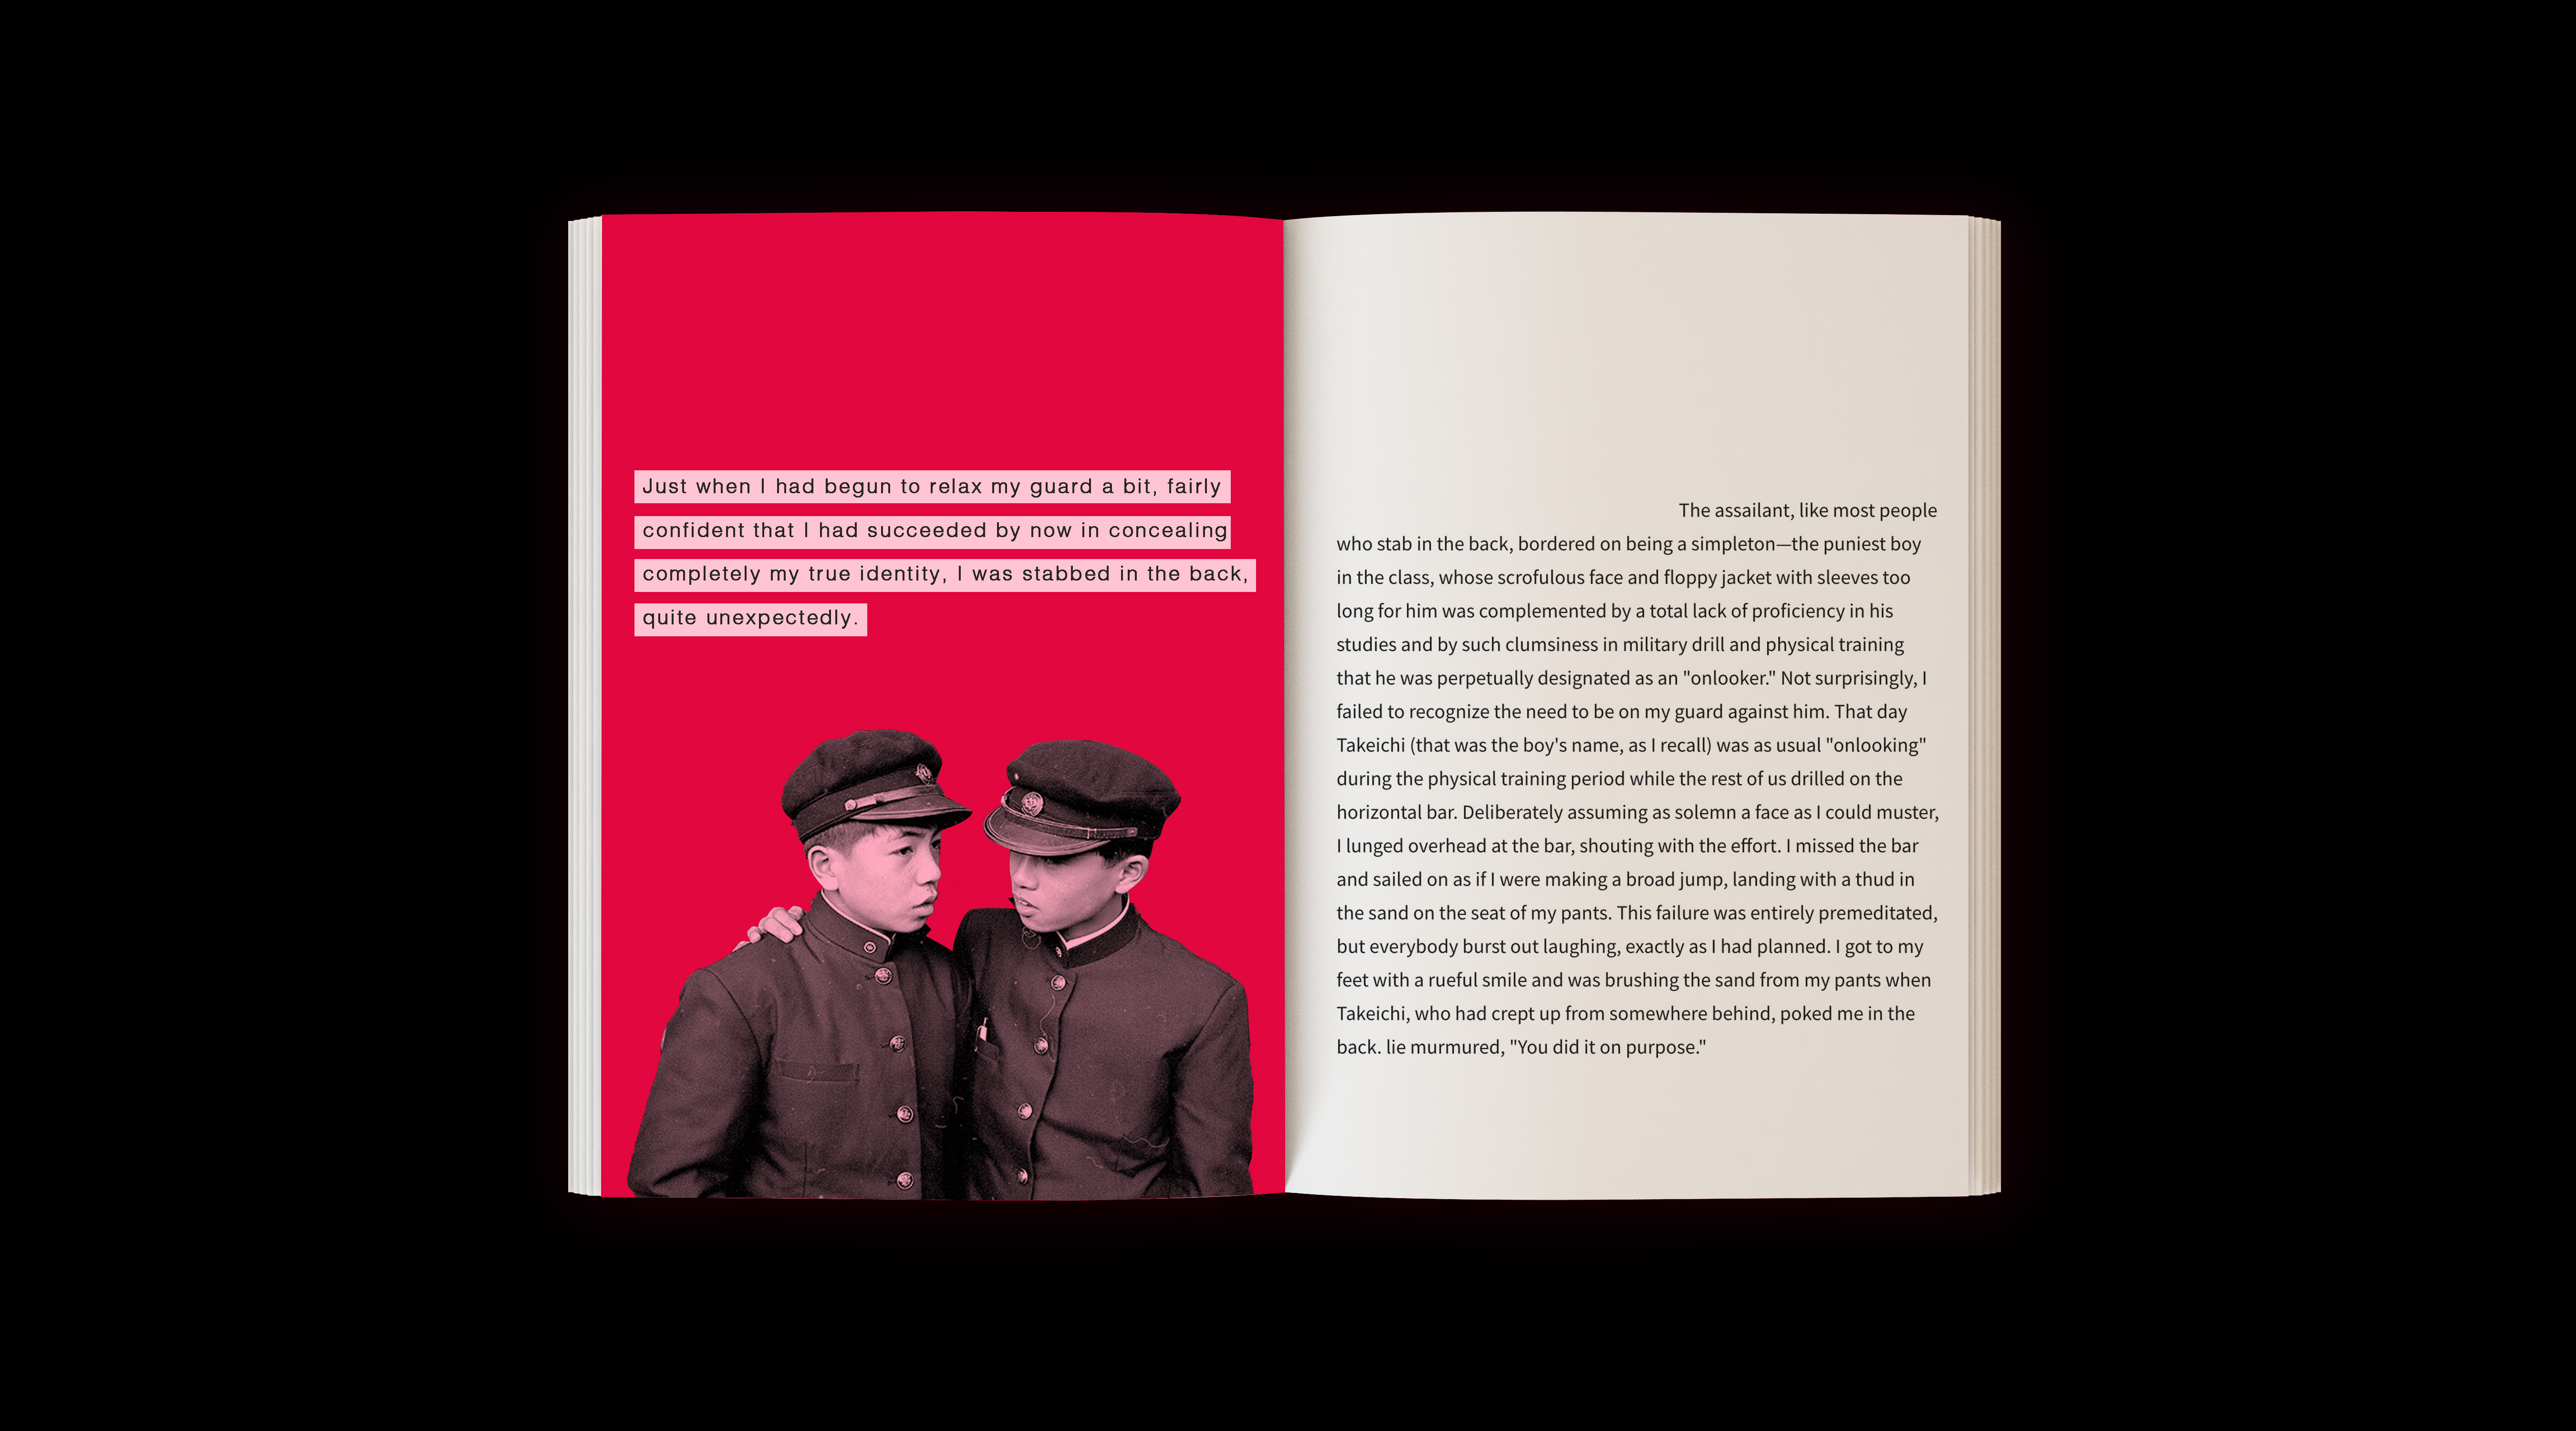 Just when I had begun to relax my guard a bit, fairly
confident that I had succeeded by now in concealing
completely my true identity, I was stabbed in the back,
quite unexpectedly.
The assailant, like most people
who stab in the back, bordered on being a simpleton—the puniest boy
in the class, whose scrofulous face and floppy jacket with sleeves too
long for him was complemented by a total lack of proficiency in his
studies and by such clumsiness in military drill and physical training
that he was perpetually designated as an "onlooker." Not surprisingly, I
failed to recognize the need to be on my guard against him. That day
Takeichi (that was the boy's name, as I recall) was as usual "onlooking"
during the physical training period while the rest of us drilled on the
horizontal bar. Deliberately assuming as solemn a face as I could muster,
I lunged overhead at the bar, shouting with the effort. I missed the bar
and sailed on as if I were making a broad jump, landing with a thud in
the sand on the seat of my pants. This failure was entirely premeditated,
but everybody burst out laughing, exactly as I had planned. I got to my
feet with a rueful smile and was brushing the sand from my pants when
Takeichi, who had crept up from somewhere behind, poked me in the
back. lie murmured, "You did it on purpose."